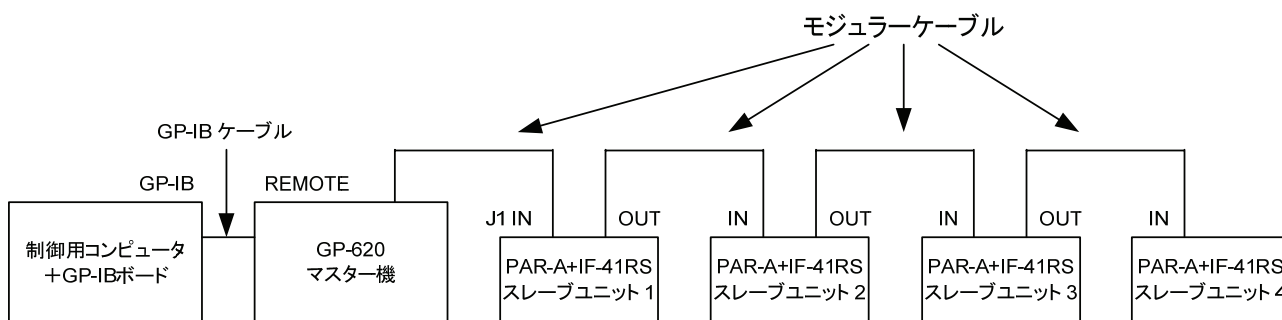 モジュラーケーブル
GP-IB ケーブル
GP-IB
REMOTE
J1 IN
OUT
IN
OUT
IN
OUT
IN
制御用コンピュータ
+GP-IBボード
GP-620
マスター機
PAR-A+IF-41RS
スレーブユニット 1
PAR-A+IF-41RS
スレーブユニット 2
PAR-A+IF-41RS
スレーブユニット 3
PAR-A+IF-41RS
スレーブユニット 4